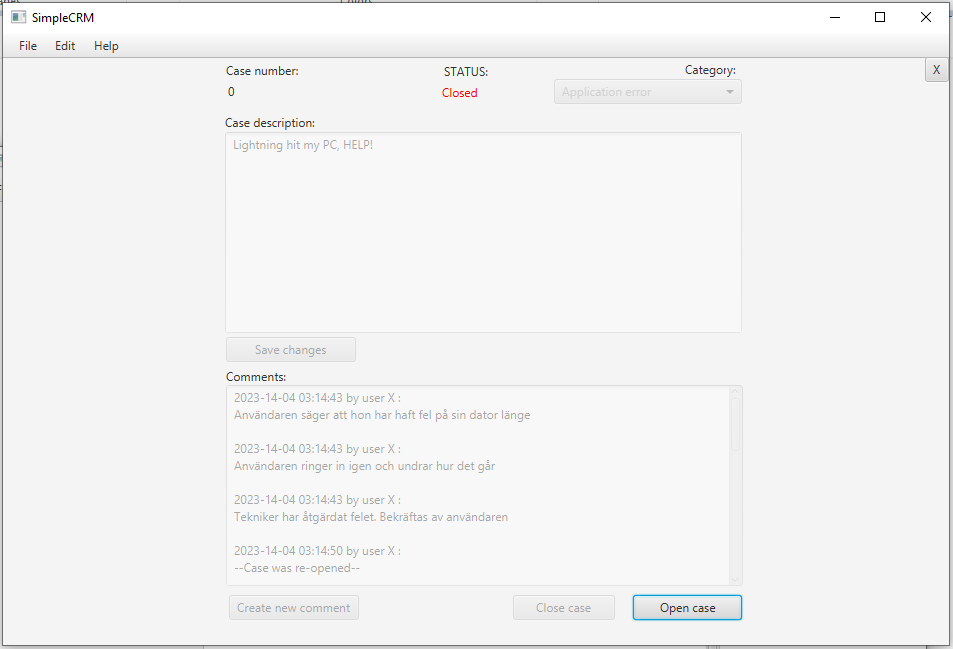 SimpleCRM
File Edit Help
Case number: STATUS: Category: X
0 Closed Application error
Case description:
Lightning hit my PC, HELP!
Save changes
Comments:
2023-14-04 03:14:43 by user X :
Användaren säger att hon har haft fel på sin dator länge
2023-14-04 03:14:43 by user X :
Användaren ringer in igen och undrar hur det går
2023-14-04 03:14:43 by user X :
Tekniker har åtgärdat felet. Bekräftas av användaren
2023-14-04 03:14:50 by user X :
--Case was re-opened--
Create new comment Close case Open case